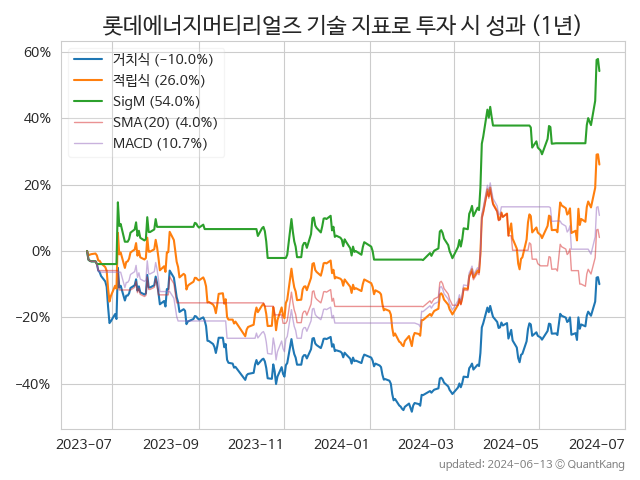 롯데에너지머티리얼즈 기술 지표로 투자 시 성과 (1년)
60%
40%
20%
0%
−20%
−40%
거치식 (−10.0%)
적립식 (26.0%)
SigM (54.0%)
SMA(20) (4.0%)
MACD (10.7%)
2023-07 2023-09 2023-11 2024-01 2024-03 2024-05 2024-07
updated: 2024-06-13 ⓒ QuantKang